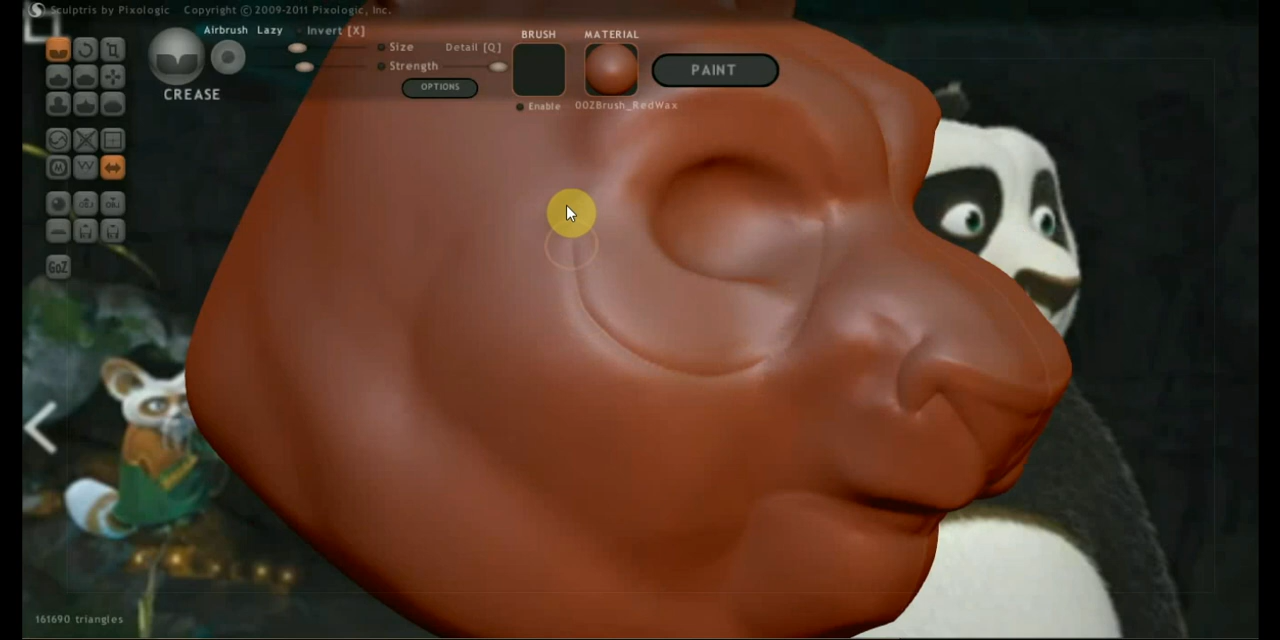 Sculptris by Pixologic Copyright © 2009-2011 Pixologic, Inc.
Airbrush Lazy Invert [X]
Size Detail [Q]
Strength
OPTIONS
CREASE
BRUSH
Enable
MATERIAL
00ZBrush_RedWax
PAINT
GoZ
161690 triangles